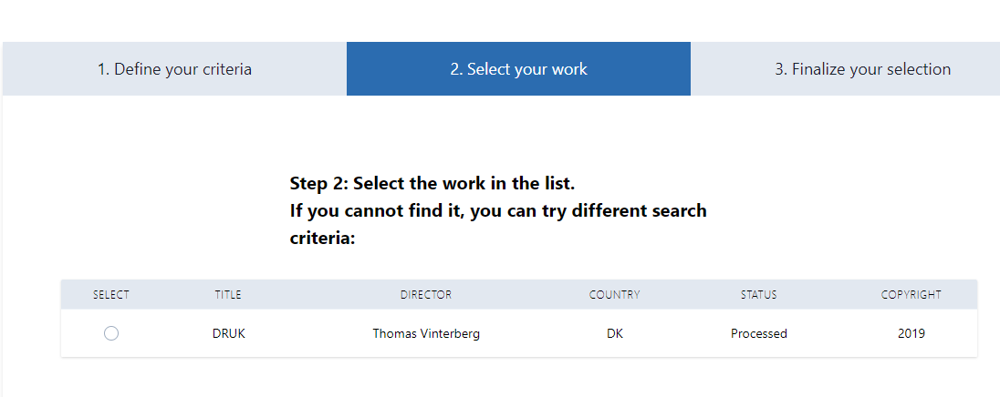 1. Define your criteria
2. Select your work
3. Finalize your selection
Step 2: Select the work in the list.
If you cannot find it, you can try different search
criteria:
SELECT TITLE DIRECTOR COUNTRY STATUS COPYRIGHT
DRUK Thomas Vinterberg DK Processed 2019